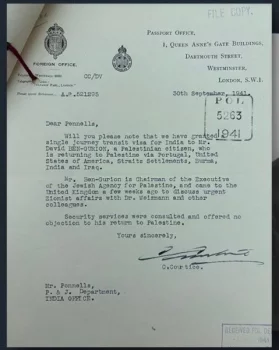 FILE COPY.
PASSPORT OFFICE,
1, QUEEN ANNE'S GATE BUILDINGS,
DARTMOUTH STREET,
WESTMINSTER,
LONDON, S.W.1.
FOREIGN OFFICE.
30th September, 1941.
P O L
5263
1941
Dear Pennells,
Will you please note that we have granted
single journey transit visa for India to Mr.
David BEN-GURION, a Palestinian citizen, who
is returning to Palestine via Portugal, United
States of America, Straits Settlements, Burma,
India and Iraq.
Mr. Ben-Gurion is Chairman of the Executive
of the Jewish Agency for Palestine, and came to the
United Kingdom a few weeks ago to discuss urgent
Zionist affairs with Dr. Weizmann and other
colleagues.
Security services were consulted and offered no
objection to his return to Palestine.
Yours sincerely,
Mr. Pennells,
P. & J. Department,
INDIA OFFICE.